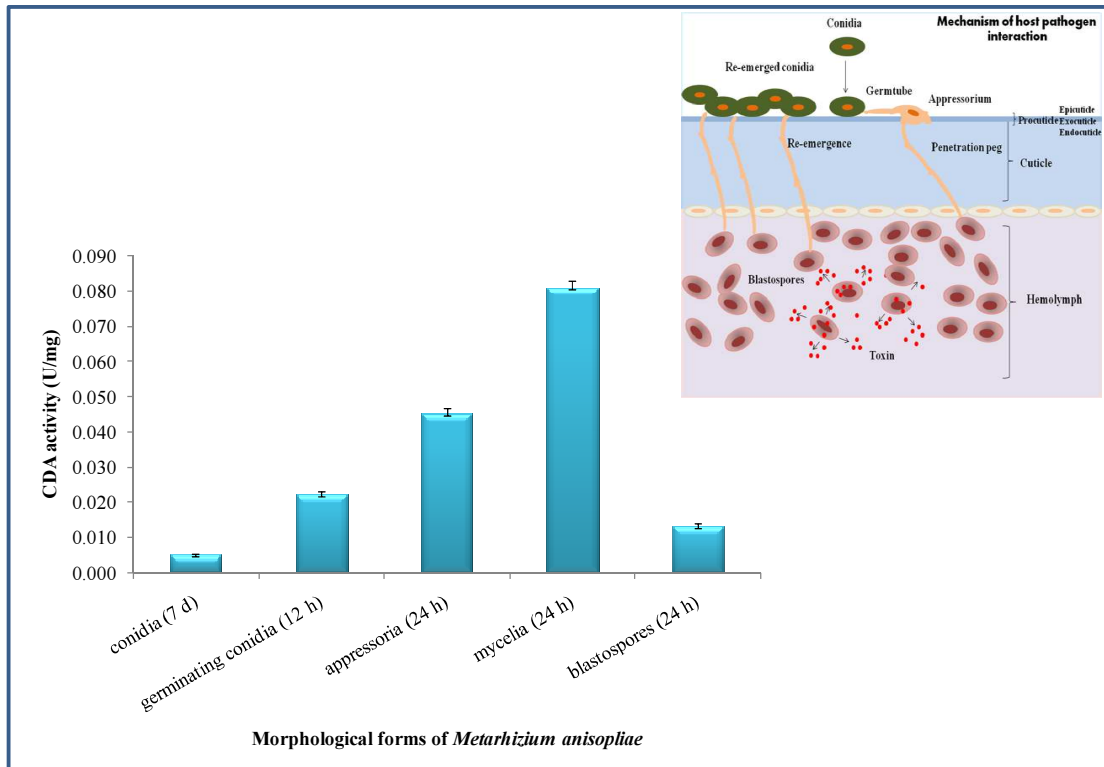 Mechanism of host pathogen
interaction
Conidia
Re-emerged conidia
Germtube
Appressorium
Epicuticle
Procuticle Exocuticle
Endocuticle
Re-emergence
Penetration peg
Cuticle
Blastospores
Hemolymph
Toxin
CDA activity (U/mg)
0.090
0.080
0.070
0.060
0.050
0.040
0.030
0.020
0.010
0.000
conidia (7 d)
germinating conidia (12 h)
appressoria (24 h)
mycelia (24 h)
blastospores (24 h)
Morphological forms of Metarhizium anisopliae